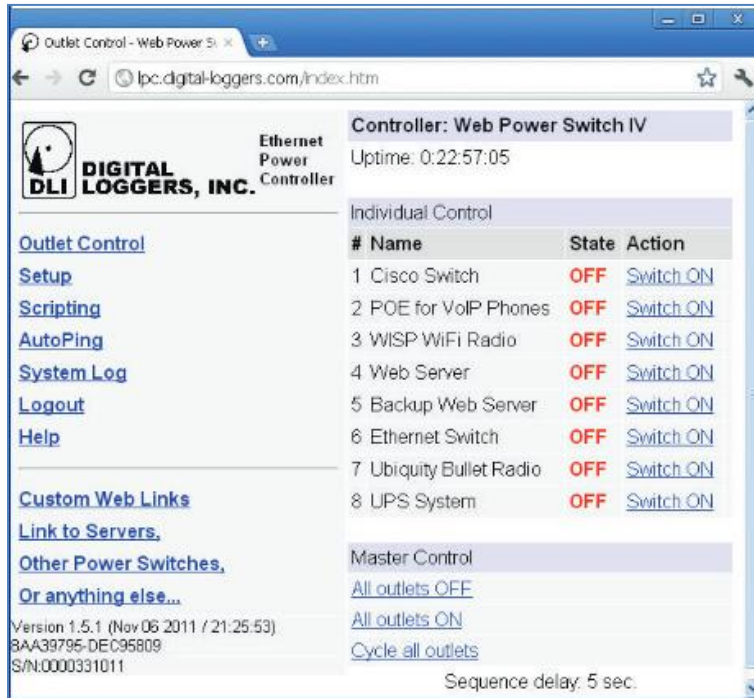 Outlet Control - Web Power S
lpc.digital-loggers.com/index.htm
DLI DIGITAL LOGGERS, INC.
Ethernet
Power
Controller
Outlet Control
Setup
Scripting
AutoPing
System Log
Logout
Help
Custom Web Links
Link to Servers,
Other Power Switches,
Or anything else...
Version 1.5.1 (Nov 06 2011 / 21:25:53)
8AA39795-DEC95809
S/N:0000331011
Controller: Web Power Switch IV
Uptime: 0:22:57:05
Individual Control
# Name State Action
1 Cisco Switch OFF Switch ON
2 POE for VoIP Phones OFF Switch ON
3 WISP WiFi Radio OFF Switch ON
4 Web Server OFF Switch ON
5 Backup Web Server OFF Switch ON
6 Ethernet Switch OFF Switch ON
7 Ubiquity Bullet Radio OFF Switch ON
8 UPS System OFF Switch ON
Master Control
All outlets OFF
All outlets ON
Cycle all outlets
Sequence delay: 5 sec.